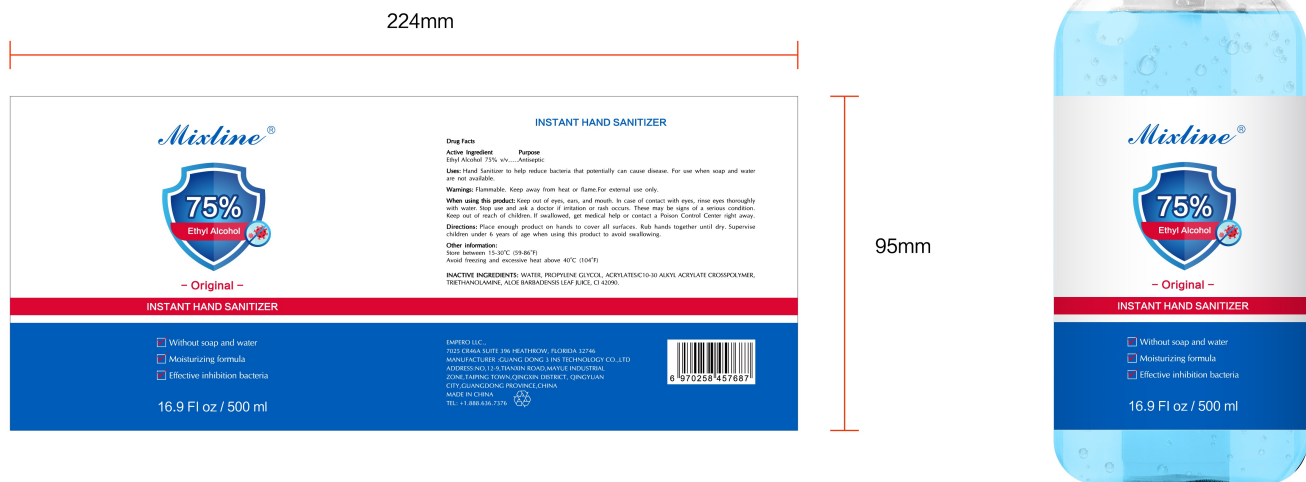 224mm
Mixline®
75%
Ethyl Alcohol
– Original –
INSTANT HAND SANITIZER
Without soap and water
Moisturizing formula
Effective inhibition bacteria
16.9 Fl oz / 500 ml
INSTANT HAND SANITIZER
Drug Facts
Active Ingredient Purpose
Ethyl Alcohol 75% v/v.....Antiseptic
Uses: Hand Sanitizer to help reduce bacteria that potentially can cause disease. For use when soap and water
are not available.
Warnings: Flammable. Keep away from heat or flame.For external use only.
When using this product: Keep out of eyes, ears, and mouth. In case of contact with eyes, rinse eyes thoroughly
with water. Stop use and ask a doctor if irritation or rash occurs. These may be signs of a serious condition.
Keep out of reach of children. If swallowed, get medical help or contact a Poison Control Center right away.
Directions: Place enough product on hands to cover all surfaces. Rub hands together until dry. Supervise
children under 6 years of age when using this product to avoid swallowing.
Other information:
Store between 15-30°C (59-86°F)
Avoid freezing and excessive heat above 40°C (104°F)
INACTIVE INGREDIENTS: WATER, PROPYLENE GLYCOL, ACRYLATES/C10-30 ALKYL ACRYLATE CROSSPOLYMER,
TRIETHANOLAMINE, ALOE BARBADENSIS LEAF JUICE, CI 42090.
EMPERO LLC.,
7025 CR46A SUITE 396 HEATHROW, FLORIDA 32746
MANUFACTURER :GUANG DONG 3 INS TECHNOLOGY CO.,LTD
ADDRESS:NO,12-9,TIANXIN ROAD,MAYUE INDUSTRIAL
ZONE,TAIPING TOWN,QINGXIN DISTRICT, QINGYUAN
CITY,GUANGDONG PROVINCE,CHINA
MADE IN CHINA
TEL: +1.888.636.7376
6 970258 457687
95mm
Mixline®
75%
Ethyl Alcohol
– Original –
INSTANT HAND SANITIZER
Without soap and water
Moisturizing formula
Effective inhibition bacteria
16.9 Fl oz / 500 ml